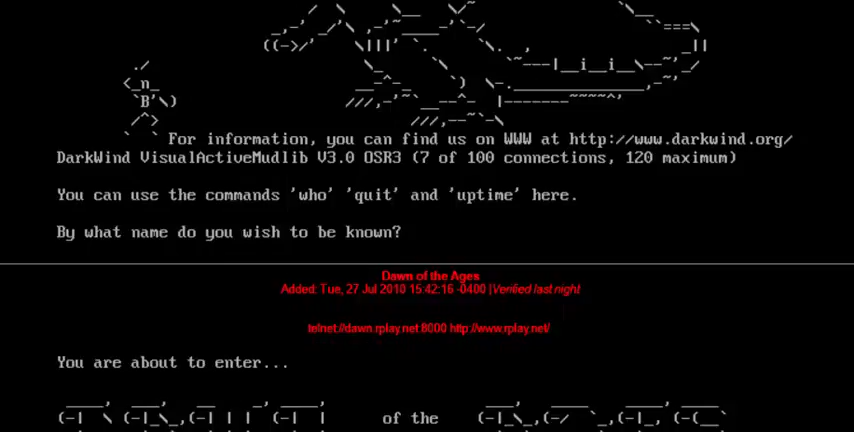 For information, you can find us on WWW at http://www.darkwind.org/
DarkWind VisualActiveMudlib V3.0 OSR3 (7 of 100 connections, 120 maximum)
You can use the commands 'who' 'quit' and 'uptime' here.
By what name do you wish to be known?
Dawn of the Ages
Added: Tue, 27 Jul 2010 15:42:16 -0400 |Verified last night
telnet://dawn.rplay.net 8000 http://www.rplay.net/
You are about to enter...
of the